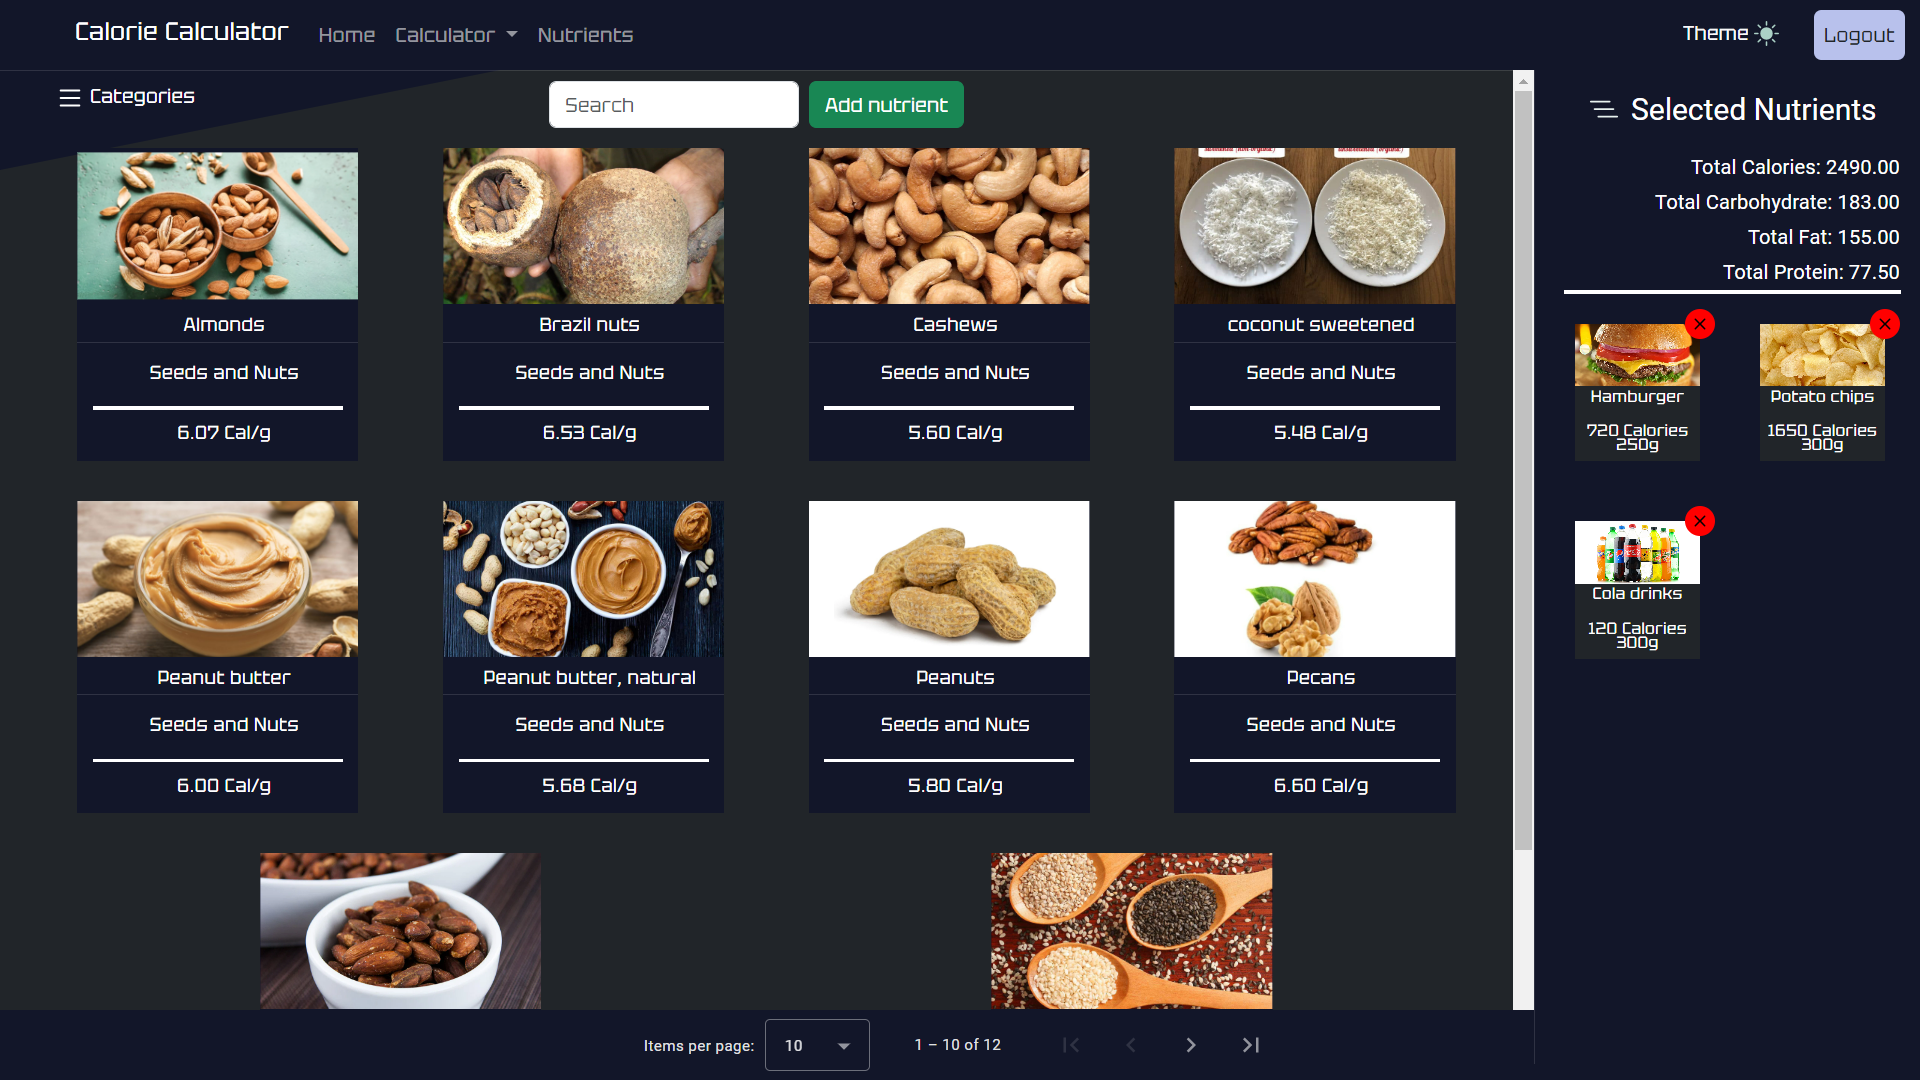 Calorie Calculator
Home
Calculator
Nutrients
Theme
Logout
Categories
Search
Add nutrient
Almonds
Seeds and Nuts
6.07 Cal/g
Brazil nuts
Seeds and Nuts
6.53 Cal/g
Cashews
Seeds and Nuts
5.60 Cal/g
coconut sweetened
Seeds and Nuts
5.48 Cal/g
Peanut butter
Seeds and Nuts
6.00 Cal/g
Peanut butter, natural
Seeds and Nuts
5.68 Cal/g
Peanuts
Seeds and Nuts
5.80 Cal/g
Pecans
Seeds and Nuts
6.60 Cal/g
Items per page:
10
1 – 10 of 12
Selected Nutrients
Total Calories: 2490.00
Total Carbohydrate: 183.00
Total Fat: 155.00
Total Protein: 77.50
Hamburger
720 Calories
250g
Potato chips
1650 Calories
300g
Cola drinks
120 Calories
300g